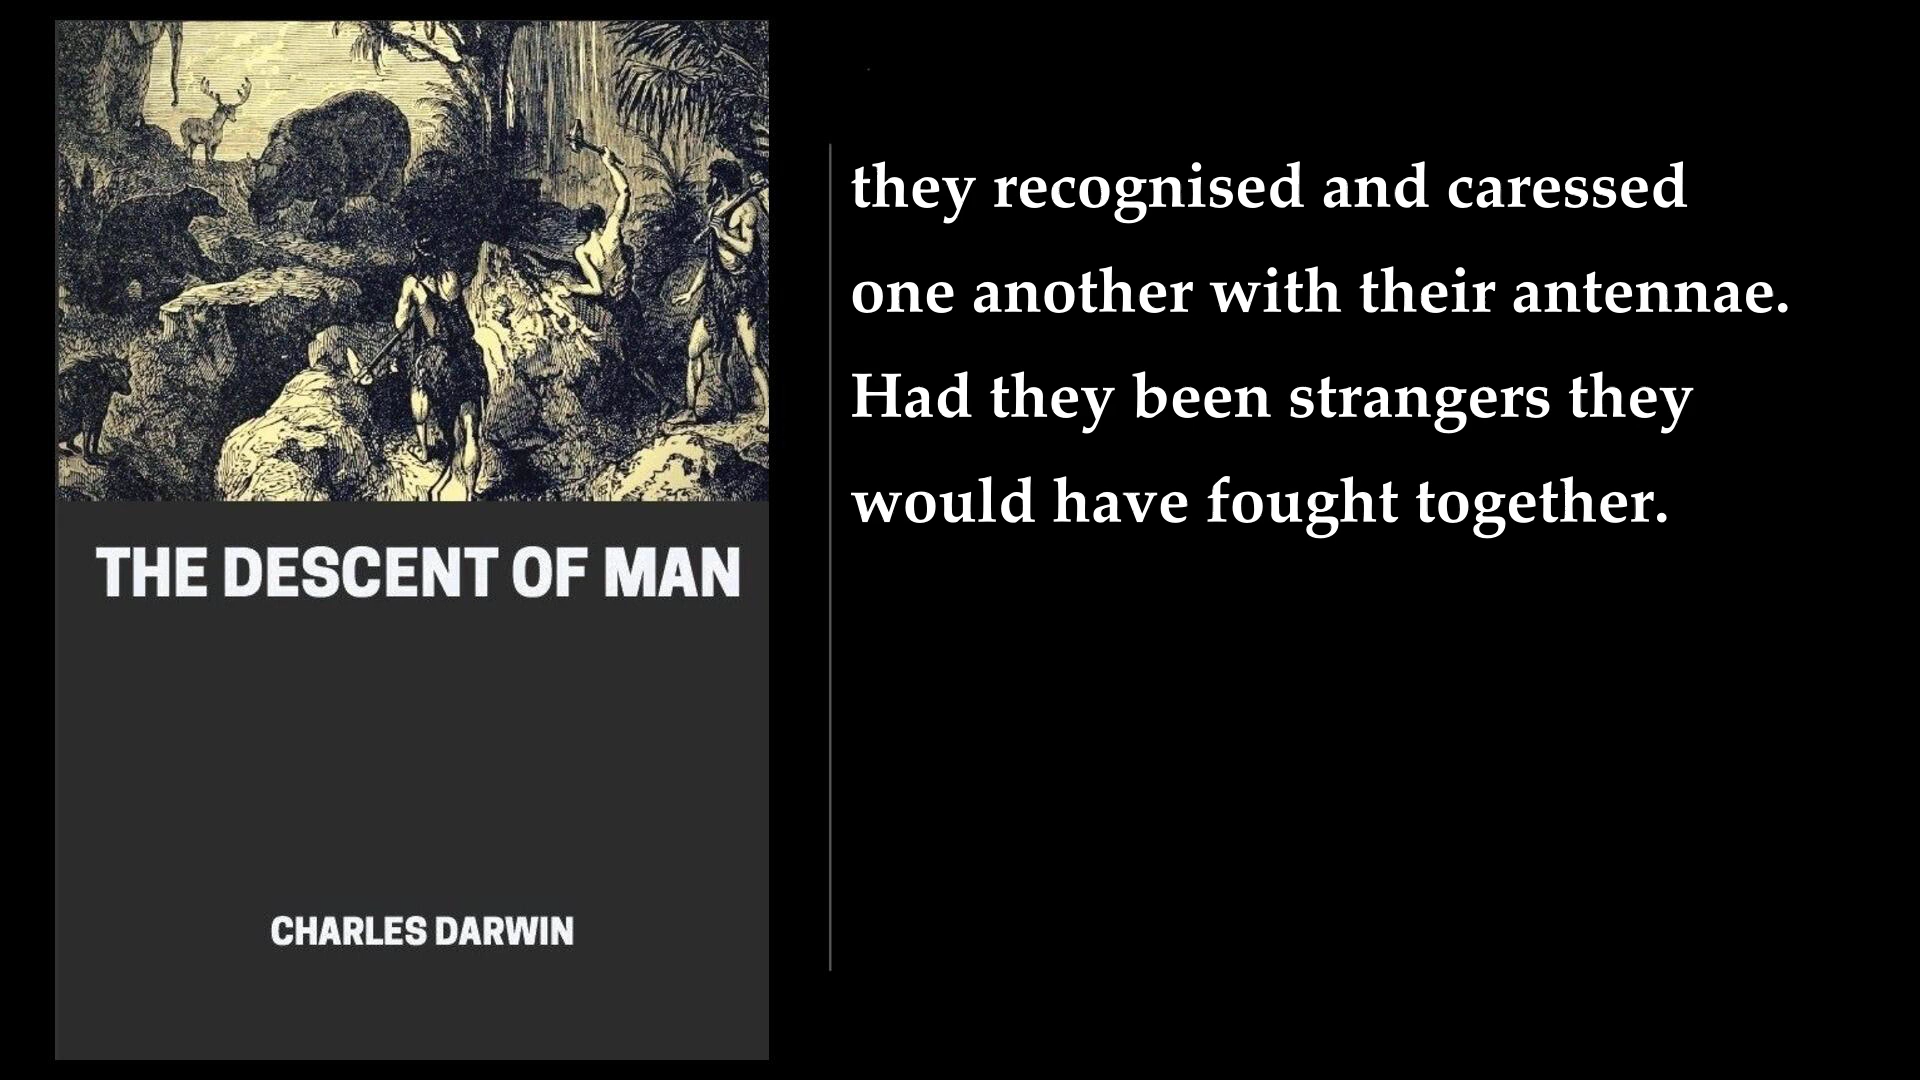 THE DESCENT OF MAN
CHARLES DARWIN
they recognised and caressed
one another with their antennae.
Had they been strangers they
would have fought together.